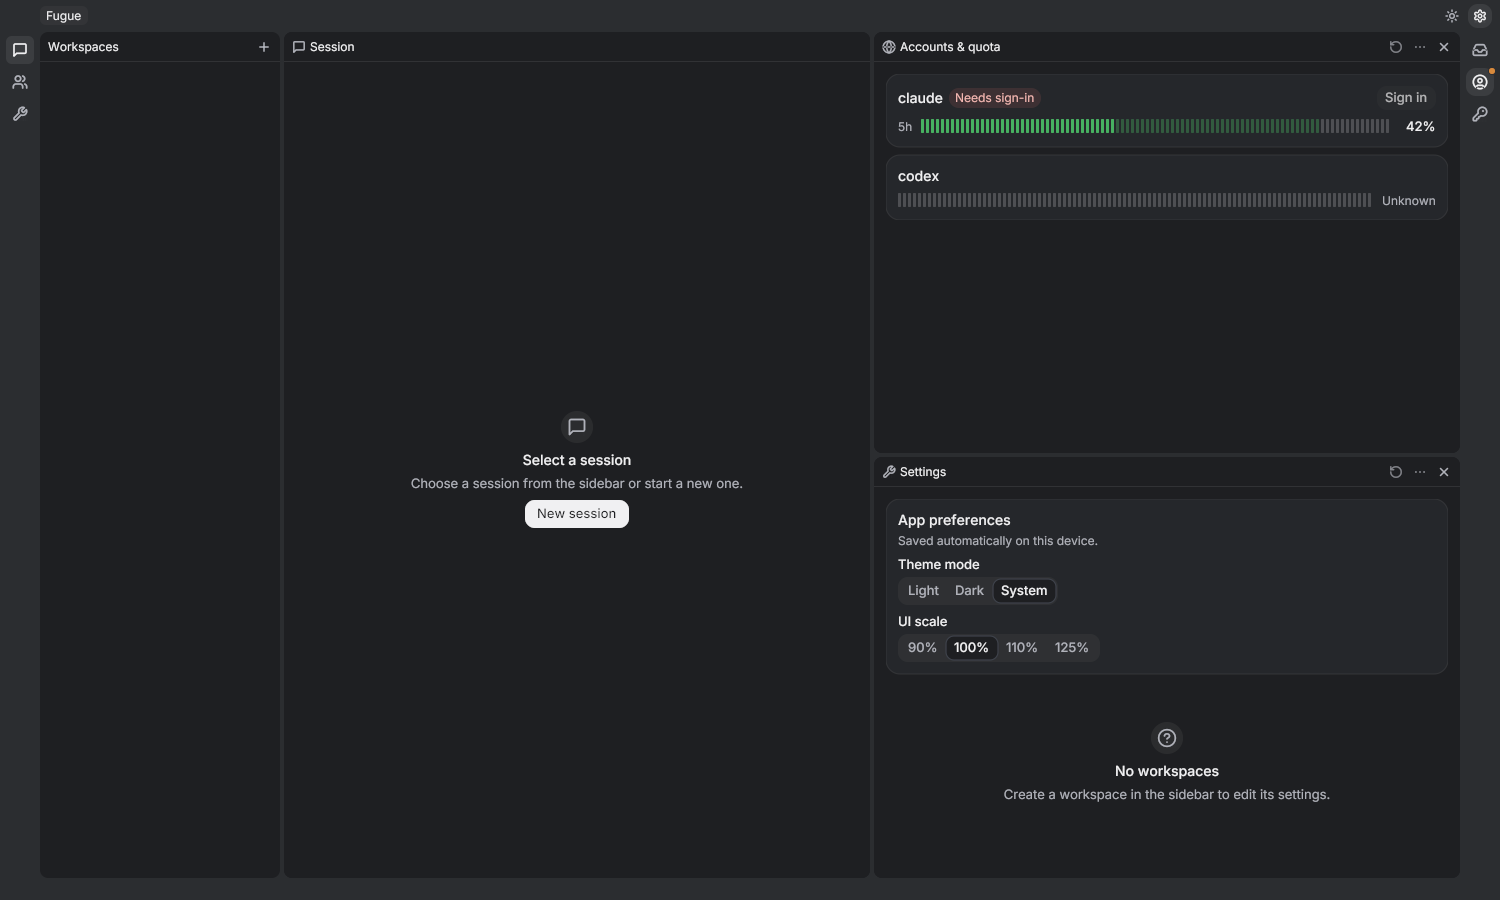 Fugue
Workspaces
Session
Select a session
Choose a session from the sidebar or start a new one.
New session
Accounts & quota
claude Needs sign-in Sign in
5h 42%
codex
Unknown
Settings
App preferences
Saved automatically on this device.
Theme mode
Light Dark System
UI scale
90% 100% 110% 125%
No workspaces
Create a workspace in the sidebar to edit its settings.